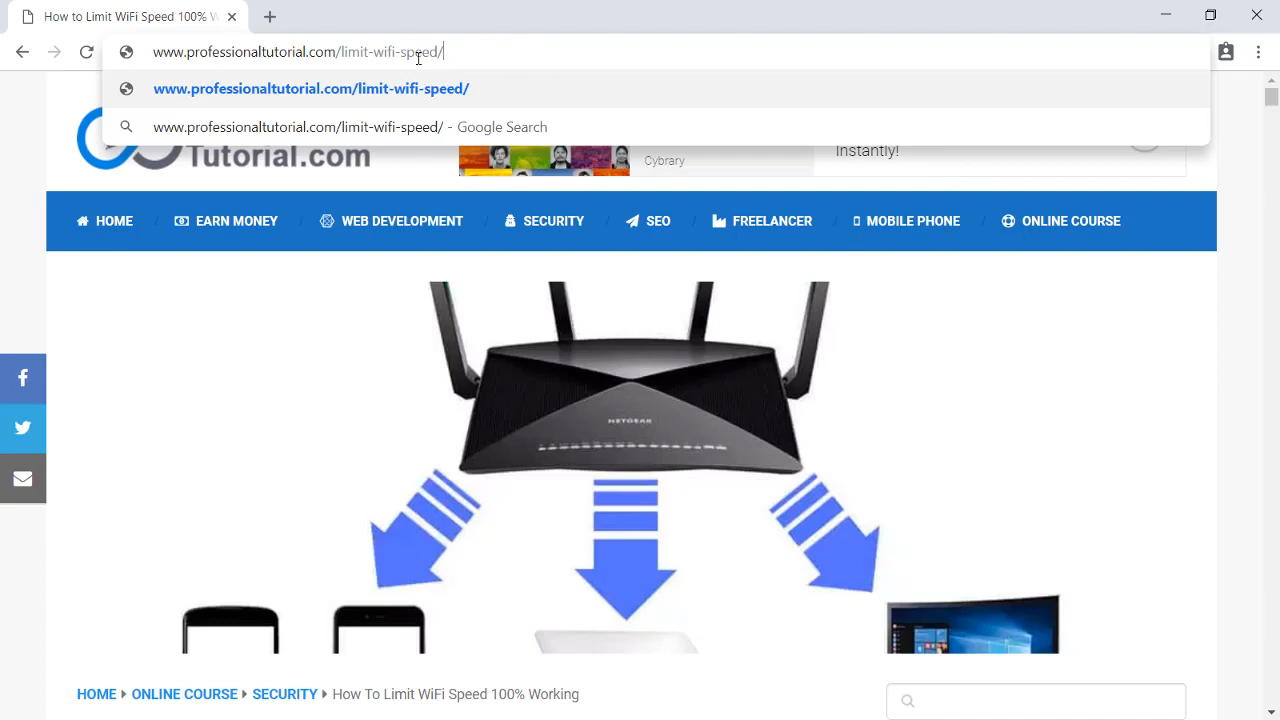 How to Limit WiFi Speed 100% W
www.professionaltutorial.com/limit-wifi-speed/
www.professionaltutorial.com/limit-wifi-speed/
www.professionaltutorial.com/limit-wifi-speed/ - Google Search
Tutorial.com
Cybrary
Instantly!
HOME / EARN MONEY / WEB DEVELOPMENT / SECURITY / SEO / FREELANCER / MOBILE PHONE / ONLINE COURSE
NETGEAR
HOME ONLINE COURSE SECURITY How To Limit WiFi Speed 100% Working